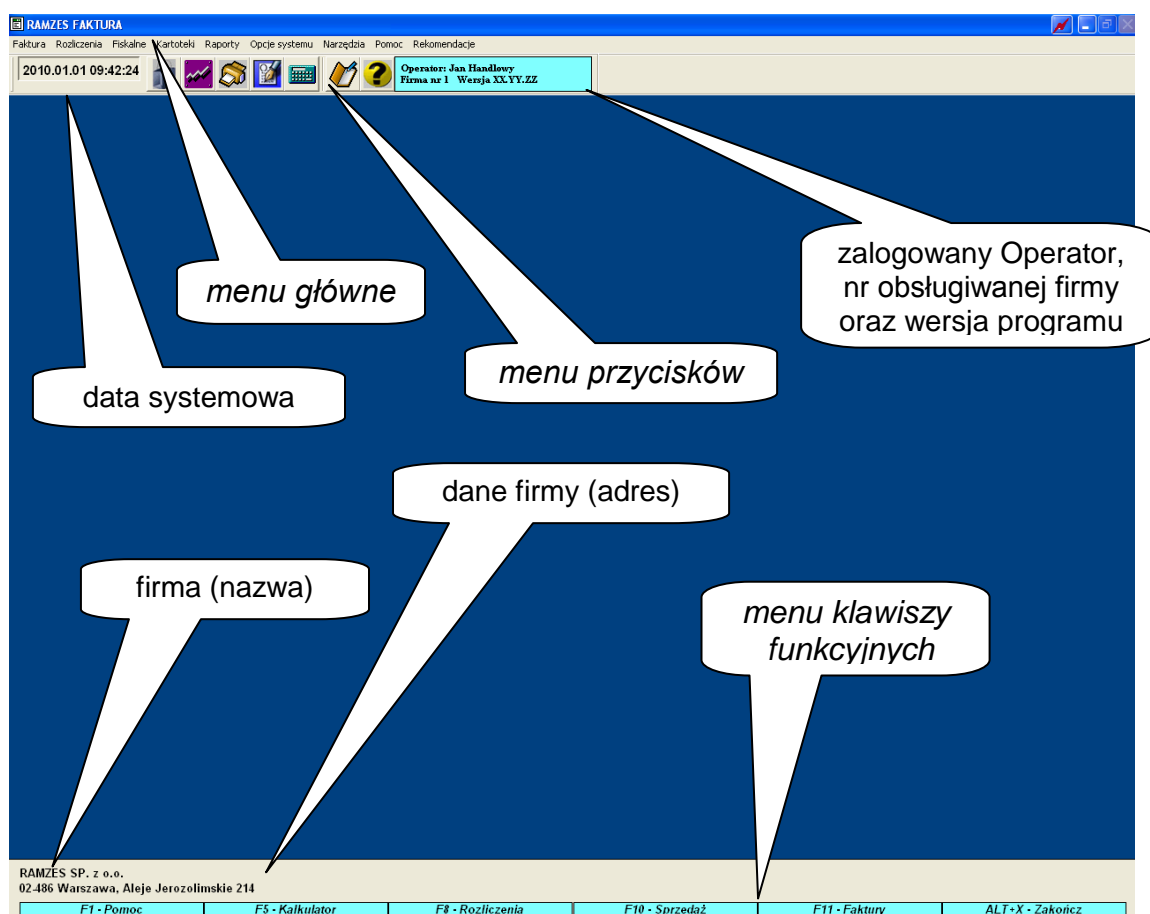 RAMZES FAKTURA
Faktura Rozliczenia Fiskalne Kartoteki Raporty Opcje systemu Narzędzia Pomoc Rekomendacje
2010.01.01 09:42:24
Operator: Jan Handlowy
Firma nr 1 Wersja XX.YY.ZZ
zalogowany Operator,
nr obsługiwanej firmy
oraz wersja programu
menu główne
menu przycisków
data systemowa
dane firmy (adres)
firma (nazwa)
menu klawiszy
funkcyjnych
RAMZES SP. z o.o.
02-486 Warszawa, Aleje Jerozolimskie 214
F1 - Pomoc F5 - Kalkulator F8 - Rozliczenia F10 - Sprzedaż F11 - Faktury ALT+X - Zakończ